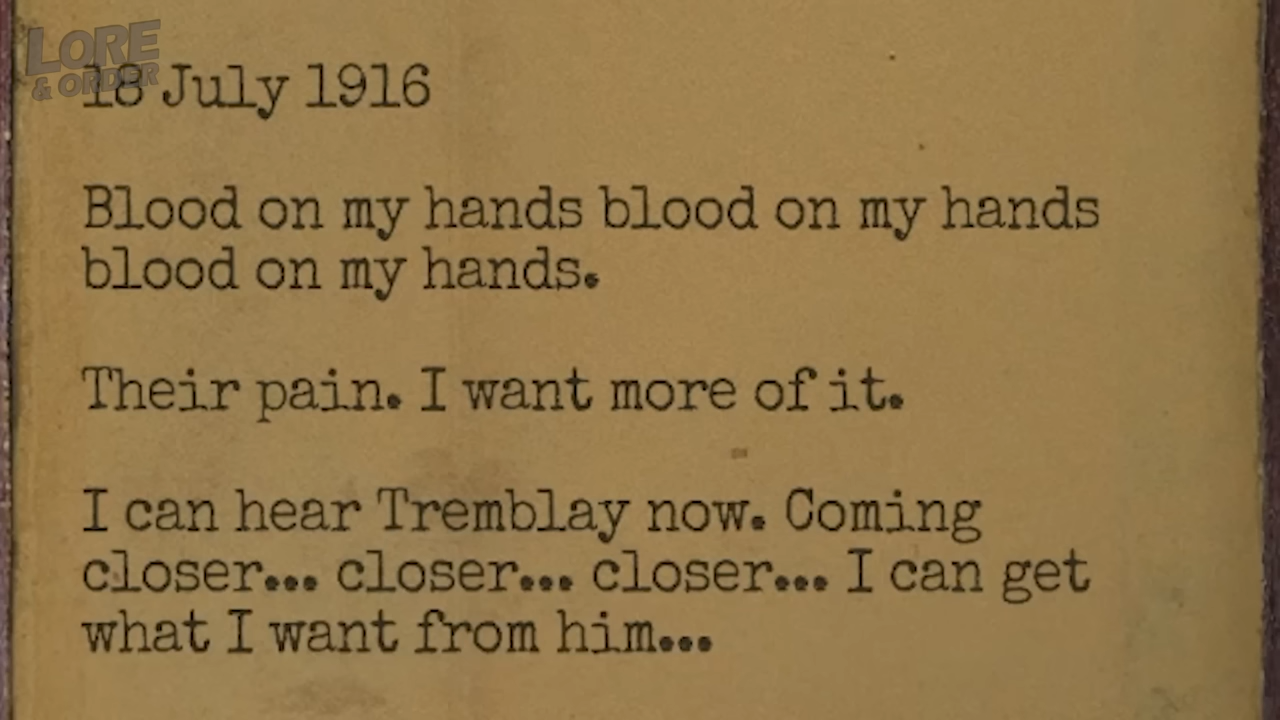 LORE
& ORDER
18 July 1916
Blood on my hands blood on my hands
blood on my hands.
Their pain. I want more of it.
I can hear Tremblay now. Coming
closer... closer... closer... I can get
what I want from him...